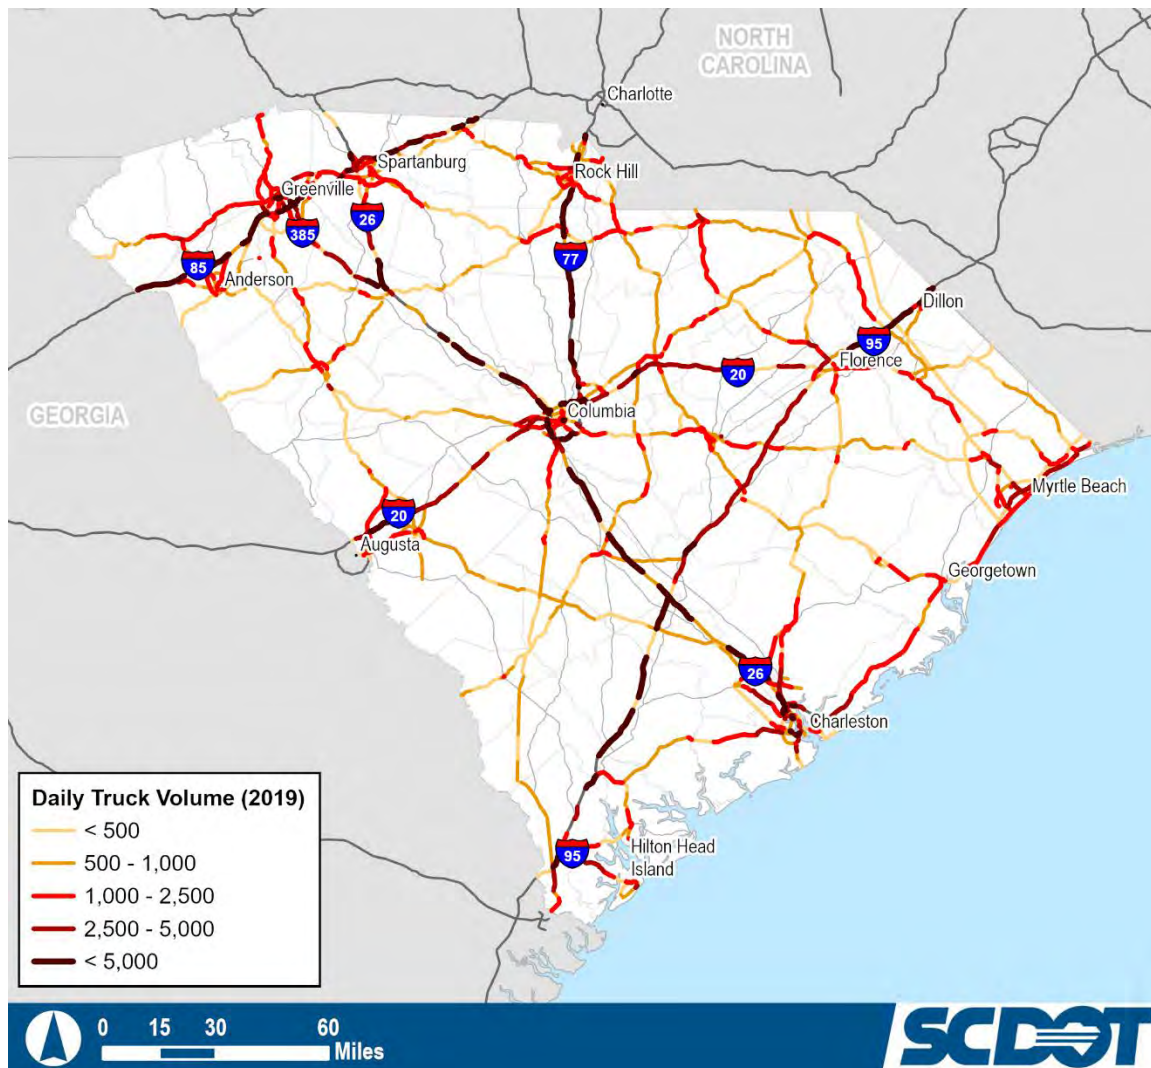 NORTH
CAROLINA
Charlotte
Spartanburg
Rock Hill
Greenville
26
385
77
85
Anderson
Dillon
95
Florence
20
GEORGIA
Columbia
Myrtle Beach
20
Augusta
Georgetown
26
Charleston
Daily Truck Volume (2019)
< 500
500 - 1,000
1,000 - 2,500
2,500 - 5,000
< 5,000
95
Hilton Head
Island
0 15 30 60
Miles
SCDOT